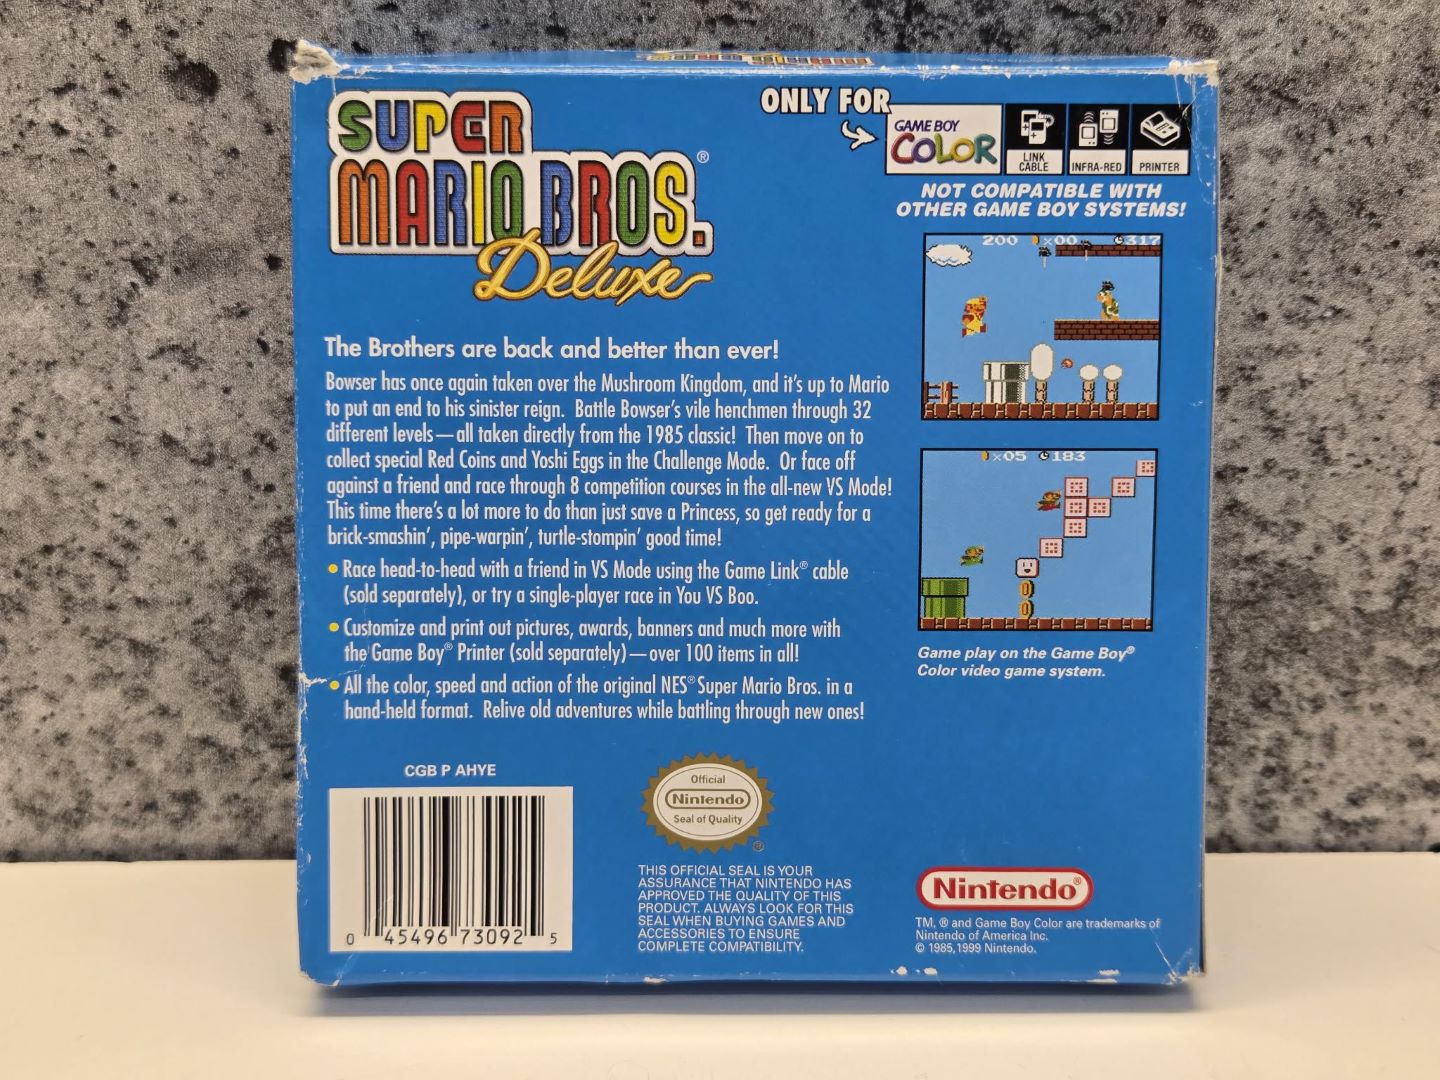 SUPER
MARIO BROS.®
Deluxe
ONLY FOR
GAME BOY
COLOR
LINK
CABLE
INFRA-RED
PRINTER
NOT COMPATIBLE WITH
OTHER GAME BOY SYSTEMS!
200 ×00 317
×05 183
Game play on the Game Boy®
Color video game system.
The Brothers are back and better than ever!
Bowser has once again taken over the Mushroom Kingdom, and it's up to Mario
to put an end to his sinister reign. Battle Bowser's vile henchmen through 32
different levels—all taken directly from the 1985 classic! Then move on to
collect special Red Coins and Yoshi Eggs in the Challenge Mode. Or face off
against a friend and race through 8 competition courses in the all-new VS Mode!
This time there's a lot more to do than just save a Princess, so get ready for a
brick-smashin', pipe-warpin', turtle-stompin' good time!
• Race head-to-head with a friend in VS Mode using the Game Link® cable
(sold separately), or try a single-player race in You VS Boo.
• Customize and print out pictures, awards, banners and much more with
the Game Boy® Printer (sold separately)—over 100 items in all!
• All the color, speed and action of the original NES® Super Mario Bros. in a
hand-held format. Relive old adventures while battling through new ones!
CGB P AHYE
0 45496 73092 5
Official
Nintendo
Seal of Quality
®
THIS OFFICIAL SEAL IS YOUR
ASSURANCE THAT NINTENDO HAS
APPROVED THE QUALITY OF THIS
PRODUCT. ALWAYS LOOK FOR THIS
SEAL WHEN BUYING GAMES AND
ACCESSORIES TO ENSURE
COMPLETE COMPATIBILITY.
Nintendo®
TM, ® and Game Boy Color are trademarks of
Nintendo of America Inc.
© 1985,1999 Nintendo.